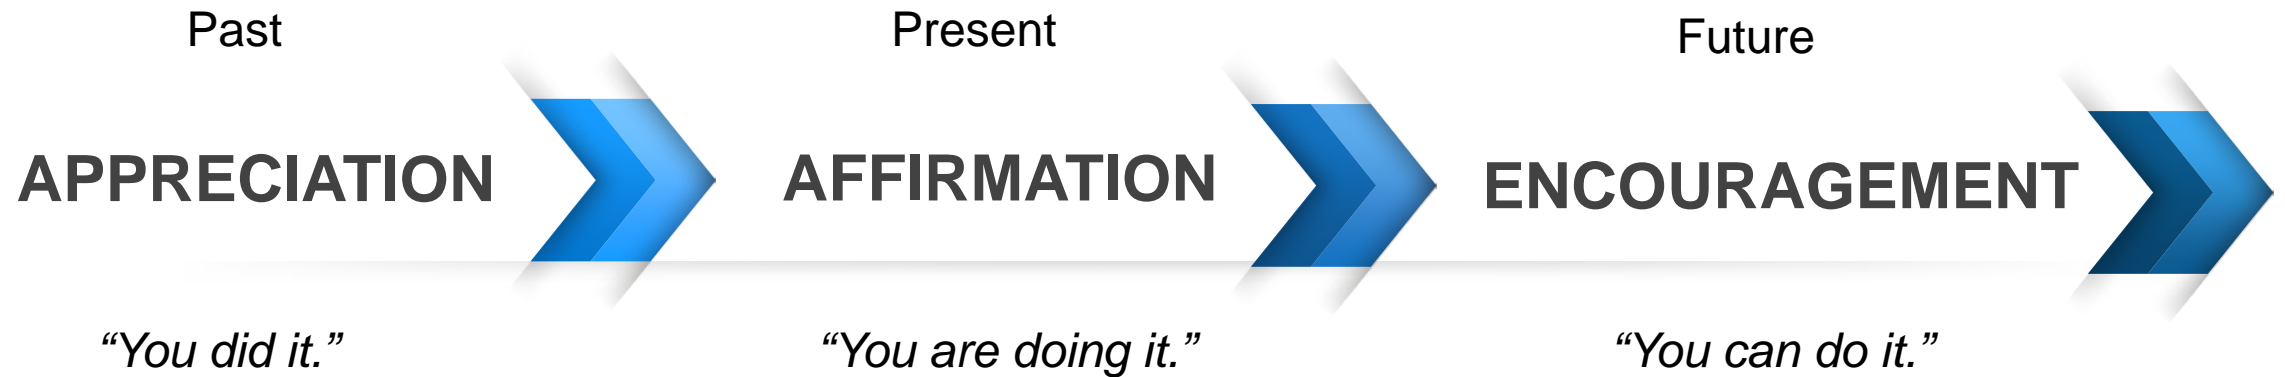 Past
Present
Future
APPRECIATION
AFFIRMATION
ENCOURAGEMENT
“You did it.”
“You are doing it.”
“You can do it.”